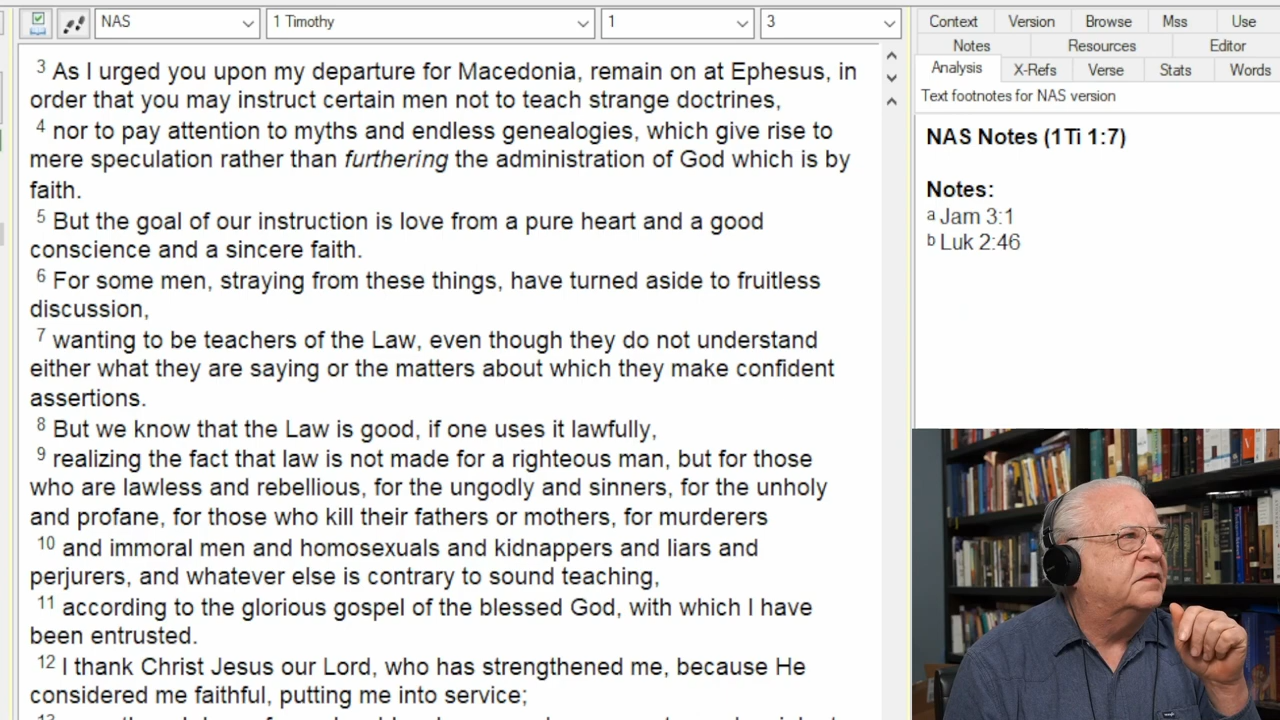 NAS
1 Timothy
1
3
3 As I urged you upon my departure for Macedonia, remain on at Ephesus, in
order that you may instruct certain men not to teach strange doctrines,
4 nor to pay attention to myths and endless genealogies, which give rise to
mere speculation rather than furthering the administration of God which is by
faith.
5 But the goal of our instruction is love from a pure heart and a good
conscience and a sincere faith.
6 For some men, straying from these things, have turned aside to fruitless
discussion,
7 wanting to be teachers of the Law, even though they do not understand
either what they are saying or the matters about which they make confident
assertions.
8 But we know that the Law is good, if one uses it lawfully,
9 realizing the fact that law is not made for a righteous man, but for those
who are lawless and rebellious, for the ungodly and sinners, for the unholy
and profane, for those who kill their fathers or mothers, for murderers
10 and immoral men and homosexuals and kidnappers and liars and
perjurers, and whatever else is contrary to sound teaching,
11 according to the glorious gospel of the blessed God, with which I have
been entrusted.
12 I thank Christ Jesus our Lord, who has strengthened me, because He
considered me faithful, putting me into service;
Context Version Browse Mss Use
Notes Resources Editor
Analysis X-Refs Verse Stats Words
Text footnotes for NAS version
NAS Notes (1Ti 1:7)
Notes:
a Jam 3:1
b Luk 2:46